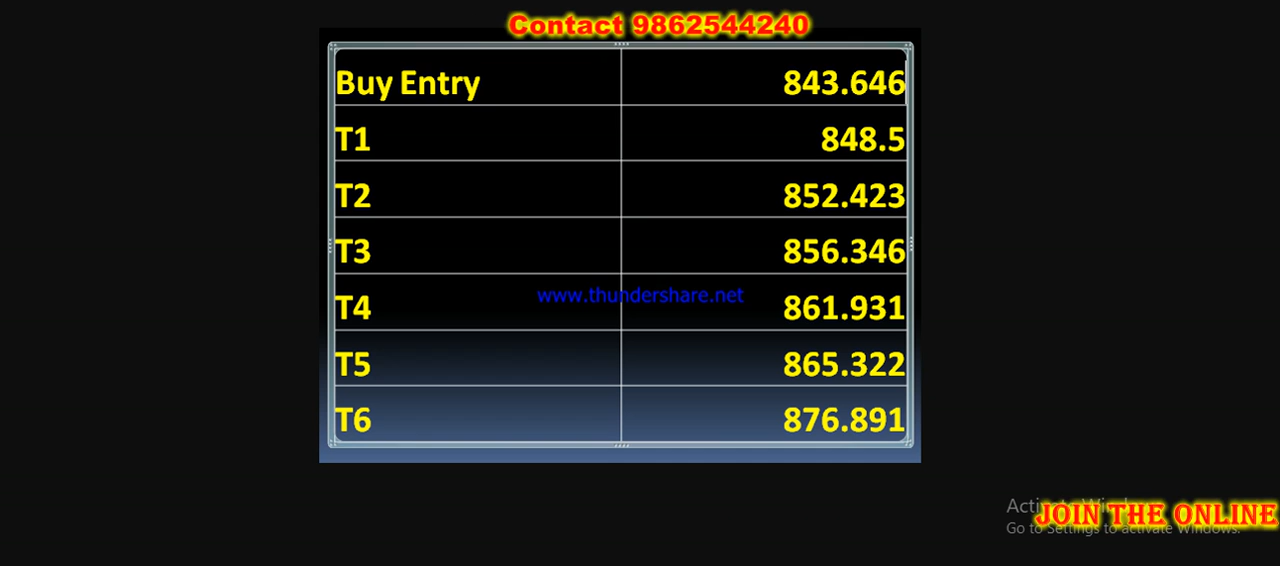 Contact 9862544240
Buy Entry 843.646
T1 848.5
T2 852.423
T3 856.346
www.thundershare.net
T4 861.931
T5 865.322
T6 876.891
Go to Settings to activate Windows.
JOIN THE ONLINE